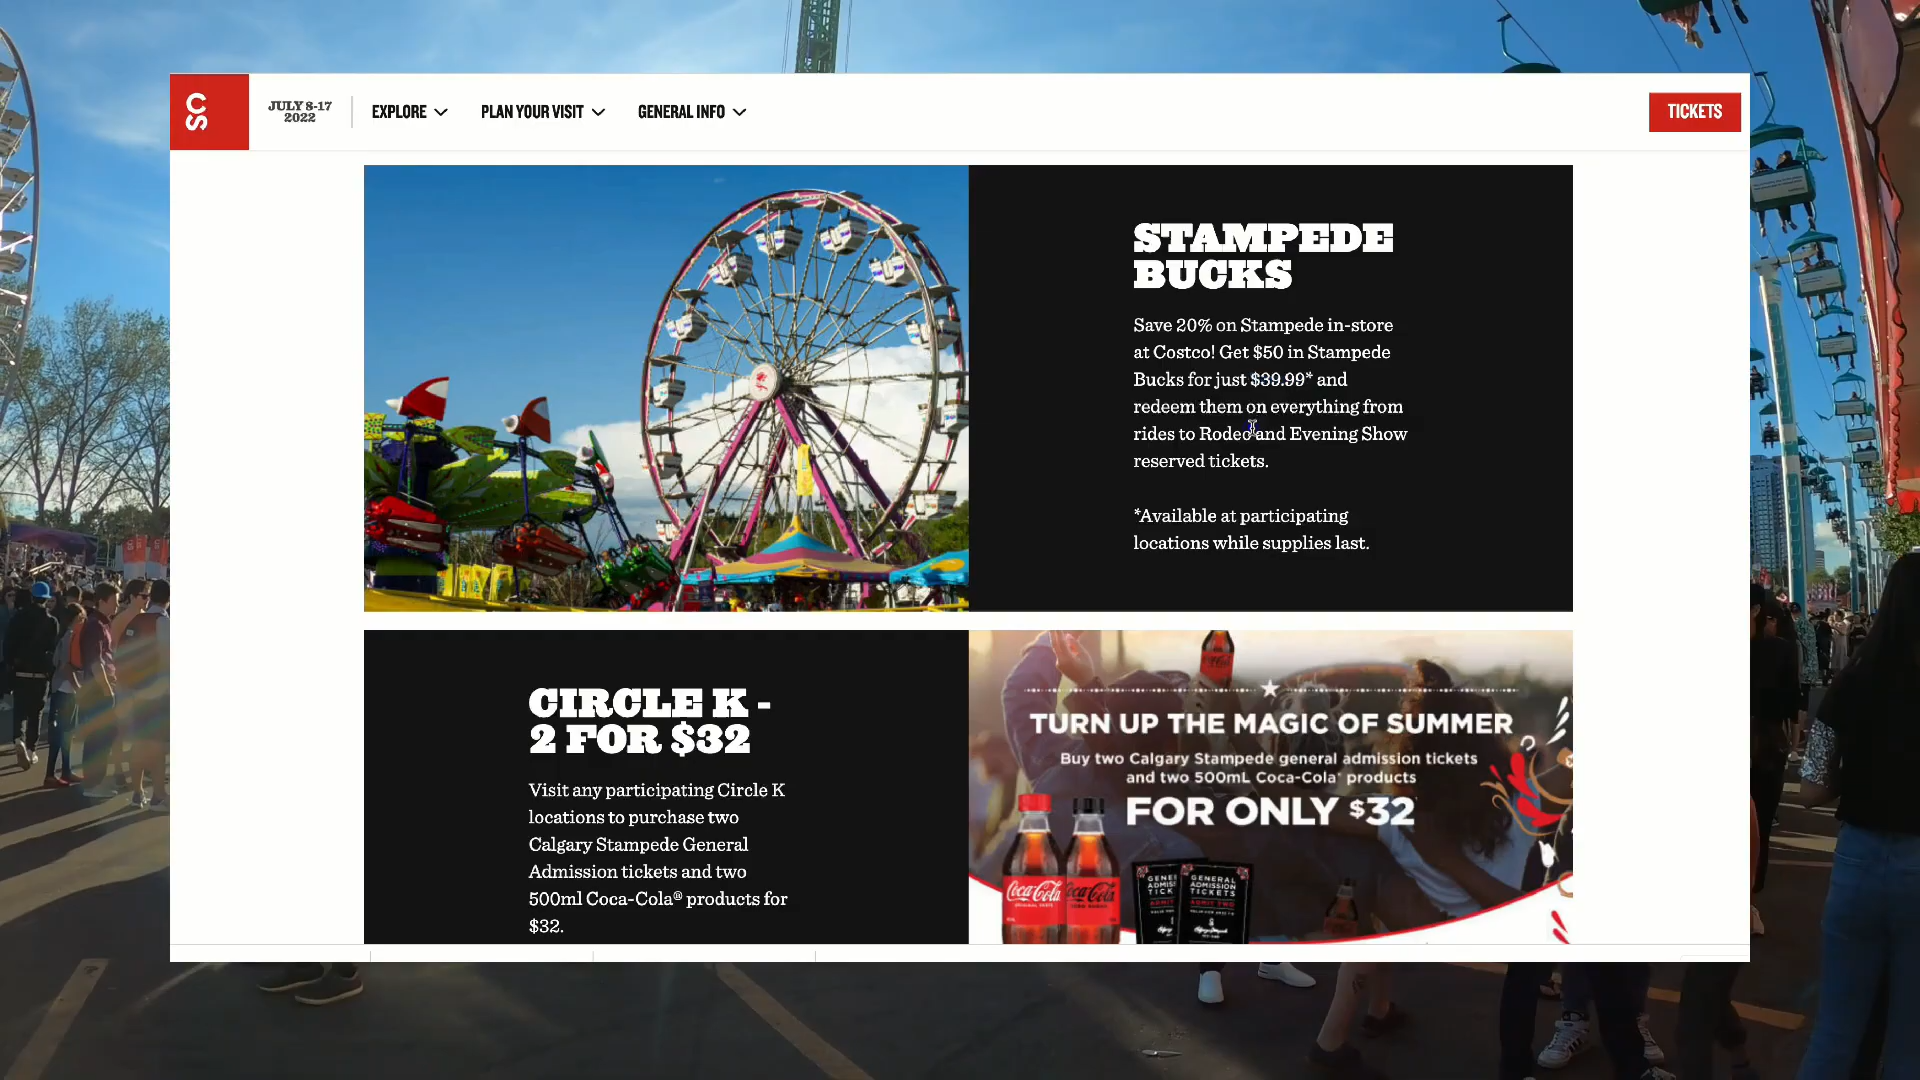 CS
JULY 8-17
2022
EXPLORE
PLAN YOUR VISIT
GENERAL INFO
TICKETS
STAMPEDE
BUCKS
Save 20% on Stampede in-store
at Costco! Get $50 in Stampede
Bucks for just $39.99* and
redeem them on everything from
rides to Rodeo and Evening Show
reserved tickets.
*Available at participating
locations while supplies last.
CIRCLE K -
2 FOR $32
Visit any participating Circle K
locations to purchase two
Calgary Stampede General
Admission tickets and two
500ml Coca-Cola® products for
$32.
TURN UP THE MAGIC OF SUMMER
Buy two Calgary Stampede general admission tickets
and two 500mL Coca-Cola* products
FOR ONLY $32
Coca-Cola
Coca-Cola
GENERAL
ADMISSION
TICKETS
ADMIT TWO